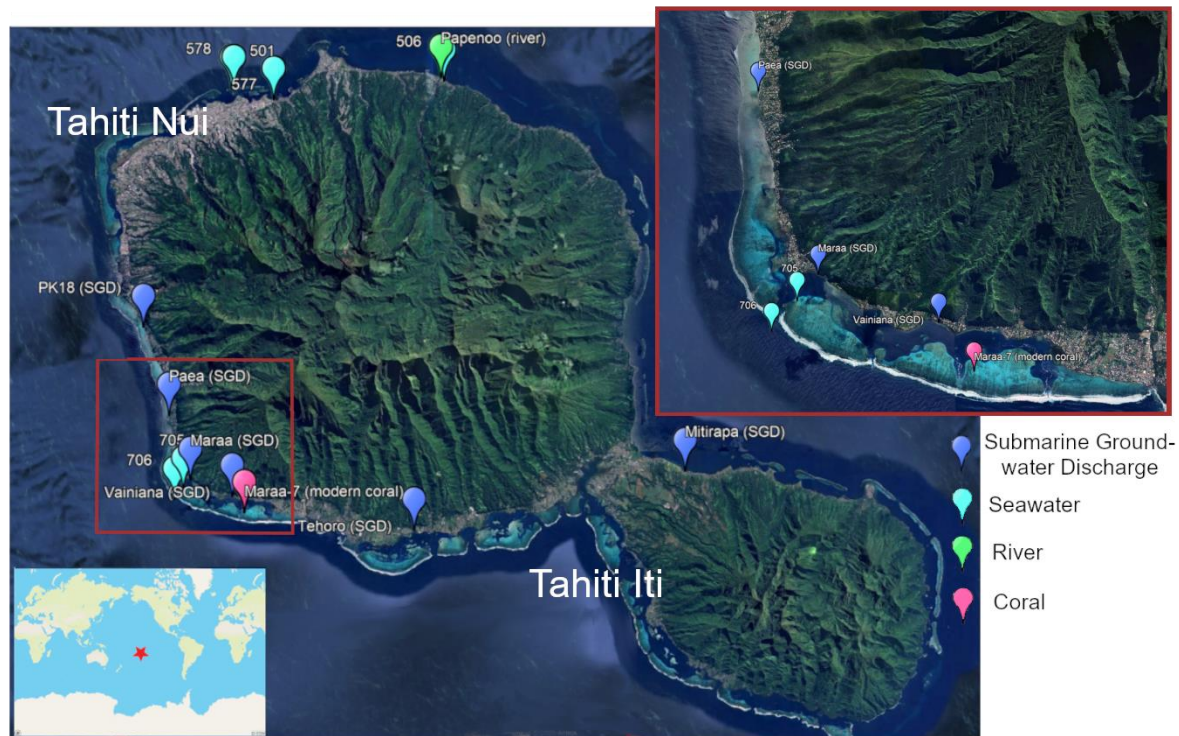 578
501
577
506
Papenoo (river)
Tahiti Nui
PK18 (SGD)
Paea (SGD)
705
Maraa (SGD)
706
Vainiana (SGD)
Maraa-7 (modern coral)
Tehoro (SGD)
Mitirapa (SGD)
Tahiti Iti
Paea (SGD)
Maraa (SGD)
705
706
Vainiana (SGD)
Maraa-7 (modern coral)
Submarine Ground-
water Discharge
Seawater
River
Coral